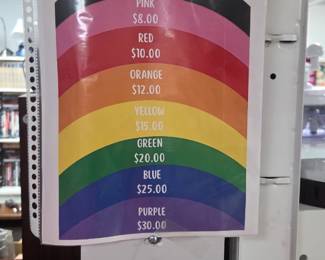 PINK
$8.00
RED
$10.00
ORANGE
$12.00
YELLOW
$15.00
GREEN
$20.00
BLUE
$25.00
PURPLE
$30.00